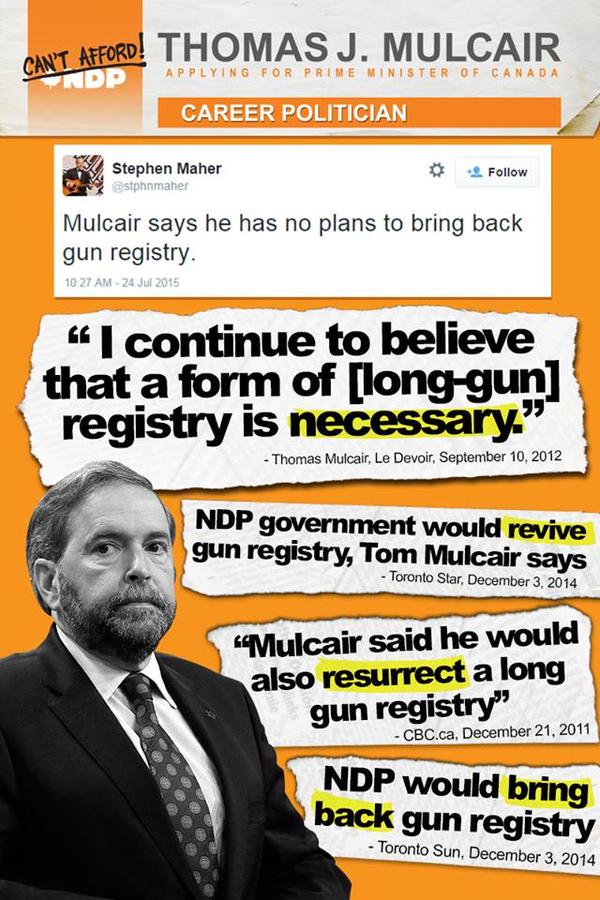 CAN'T AFFORD!
NDP
THOMAS J. MULCAIR
APPLYING FOR PRIME MINISTER OF CANADA
CAREER POLITICIAN
Stephen Maher
@stphnmaher
Follow
Mulcair says he has no plans to bring back
gun registry.
10:27 AM - 24 Jul 2015
“ I continue to believe
that a form of [long-gun]
registry is necessary.”
- Thomas Mulcair, Le Devoir, September 10, 2012
NDP government would revive
gun registry, Tom Mulcair says
- Toronto Star, December 3, 2014
“Mulcair said he would
also resurrect a long
gun registry”
- CBC.ca, December 21, 2011
NDP would bring
back gun registry
- Toronto Sun, December 3, 2014